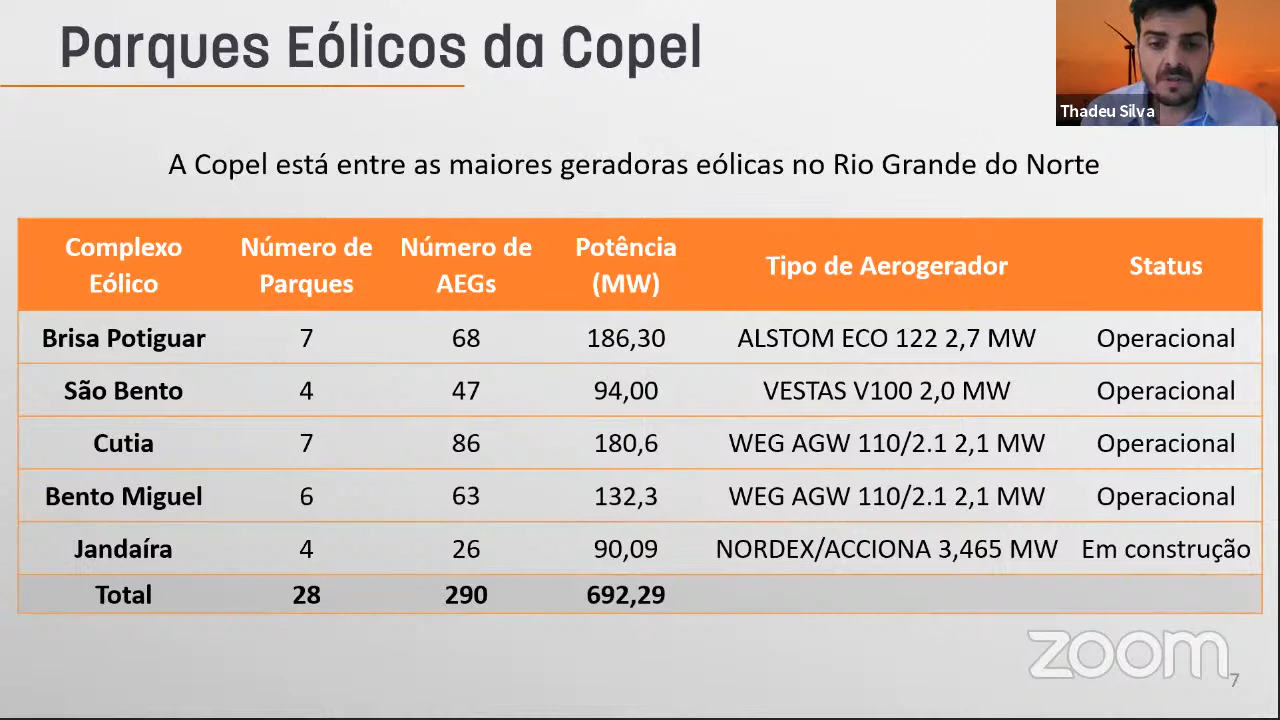 Parques Eólicos da Copel
Thadeu Silva
A Copel está entre as maiores geradoras eólicas no Rio Grande do Norte
Complexo Eólico Número de Parques Número de AEGs Potência (MW) Tipo de Aerogerador Status
Brisa Potiguar 7 68 186,30 ALSTOM ECO 122 2,7 MW Operacional
São Bento 4 47 94,00 VESTAS V100 2,0 MW Operacional
Cutia 7 86 180,6 WEG AGW 110/2.1 2,1 MW Operacional
Bento Miguel 6 63 132,3 WEG AGW 110/2.1 2,1 MW Operacional
Jandaíra 4 26 90,09 NORDEX/ACCIONA 3,465 MW Em construção
Total 28 290 692,29
zoom
7